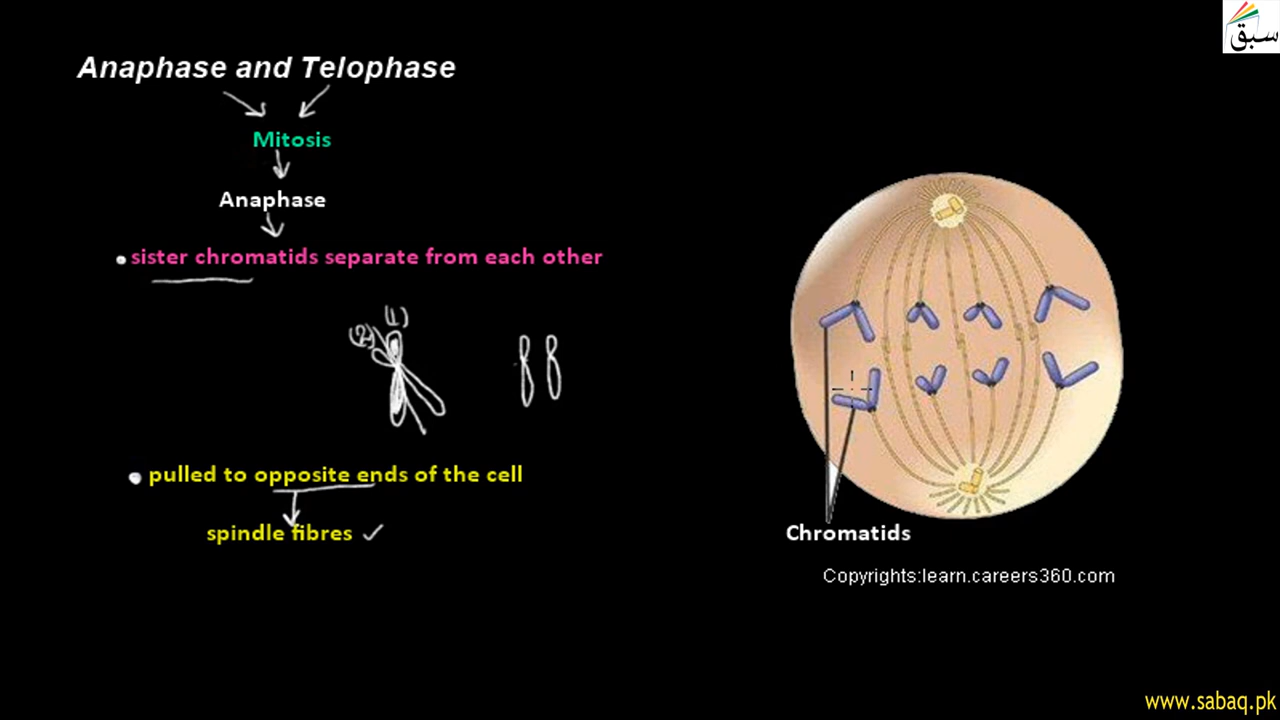 سبق
Anaphase and Telophase
Mitosis
Anaphase
sister chromatids separate from each other
(1)
(2)
pulled to opposite ends of the cell
spindle fibres
Chromatids
Copyrights:learn.careers360.com
www.sabaq.pk